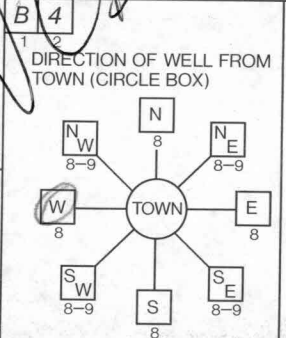 B 4
1 2
DIRECTION OF WELL FROM
TOWN (CIRCLE BOX)
N
8
N W
8–9
N E
8–9
W
8
TOWN
E
8
S W
8–9
S E
8–9
S
8